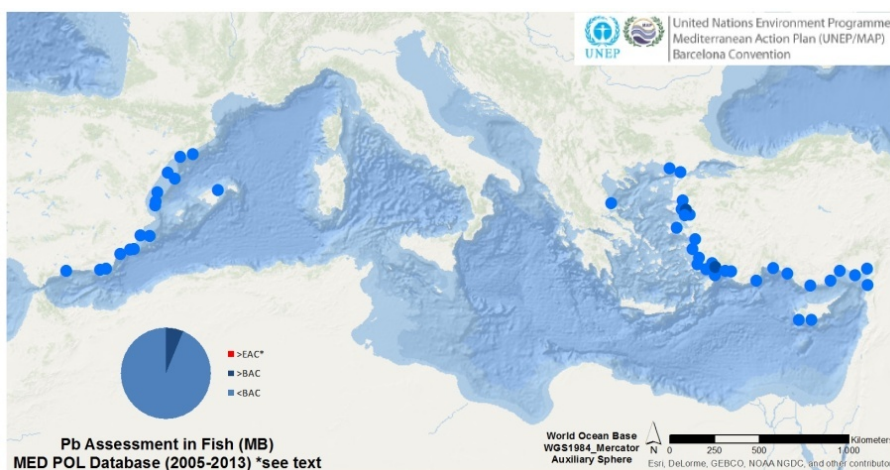 UNEP
United Nations Environment Programme
Mediterranean Action Plan (UNEP/MAP)
Barcelona Convention
>EAC*
>BAC
<BAC
Pb Assessment in Fish (MB)
MED POL Database (2005-2013) *see text
World Ocean Base
WGS1984_Mercator
Auxiliary Sphere
N
Kilometers
0 250 500 1.000
Esri, DeLorme, GEBCO, NOAA NGDC, and other contributors